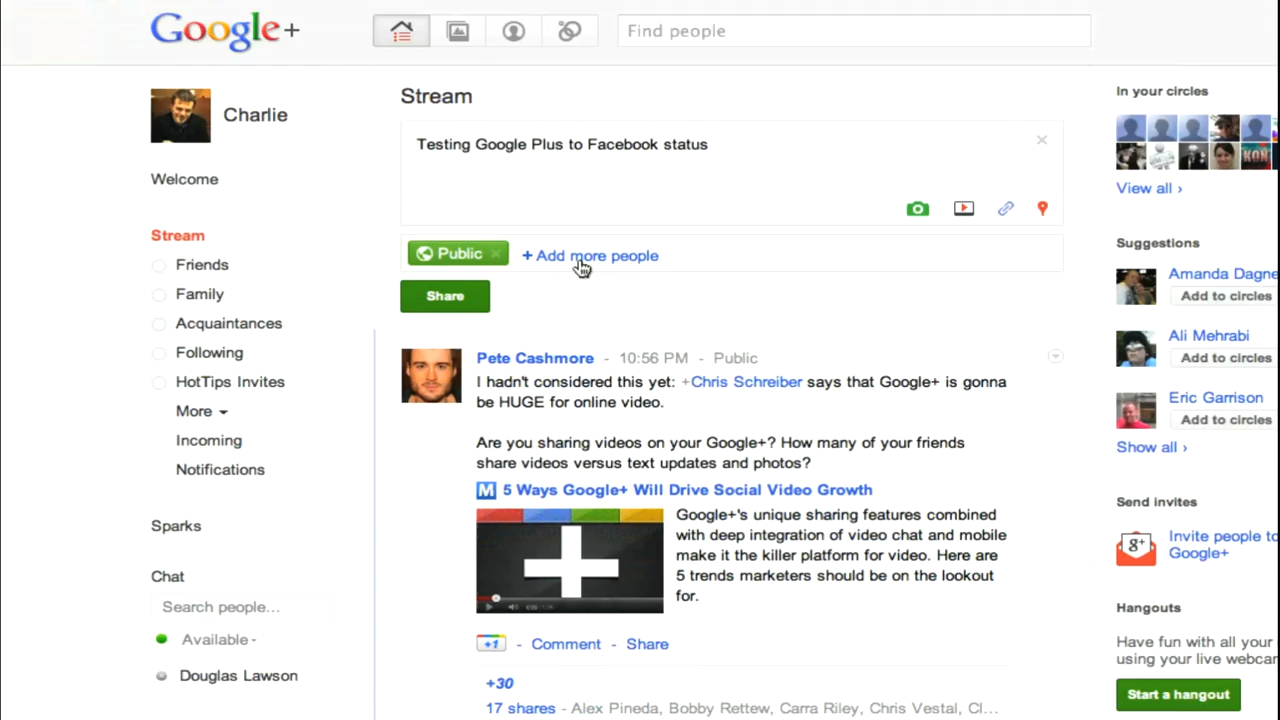 Google+
Find people
Charlie
Welcome
Stream
Friends
Family
Acquaintances
Following
HotTips Invites
More
Incoming
Notifications
Sparks
Chat
Search people...
Available
Douglas Lawson
Stream
Testing Google Plus to Facebook status
Public
+ Add more people
Share
Pete Cashmore - 10:56 PM - Public
I hadn't considered this yet: +Chris Schreiber says that Google+ is gonna
be HUGE for online video.
Are you sharing videos on your Google+? How many of your friends
share videos versus text updates and photos?
M 5 Ways Google+ Will Drive Social Video Growth
Google+'s unique sharing features combined
with deep integration of video chat and mobile
make it the killer platform for video. Here are
5 trends marketers should be on the lookout
for.
+1 - Comment - Share
+30
17 shares - Alex Pineda, Bobby Rettew, Carra Riley, Chris Vestal, Cl...
In your circles
KON
View all ›
Suggestions
Amanda Dagne
Add to circles
Ali Mehrabi
Add to circles
Eric Garrison
Add to circles
Show all ›
Send invites
g+
Invite people to
Google+
Hangouts
Have fun with all your
using your live webcam
Start a hangout